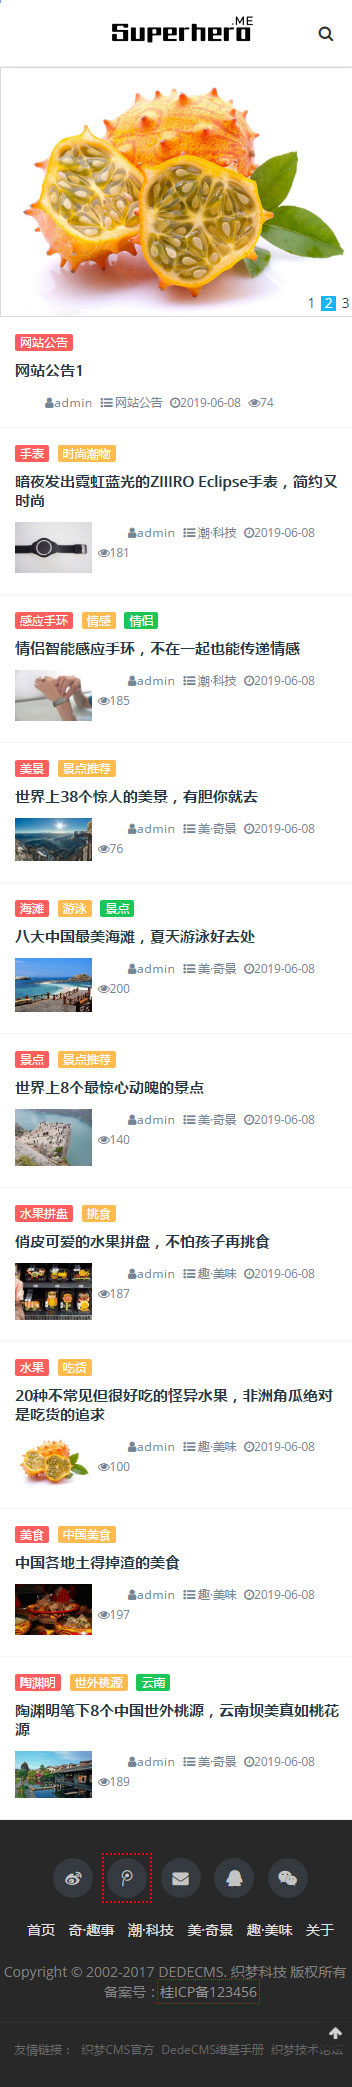 Superhero.ME
1 2 3
网站公告
网站公告1
admin 网站公告 2019-06-08 74
手表 时尚潮物
暗夜发出霓虹蓝光的ZIIIRO Eclipse手表，简约又
时尚
admin 潮·科技 2019-06-08
181
感应手环 情感 情侣
情侣智能感应手环，不在一起也能传递情感
admin 潮·科技 2019-06-08
185
美景 景点推荐
世界上38个惊人的美景，有胆你就去
admin 美·奇景 2019-06-08
76
海滩 游泳 景点
八大中国最美海滩，夏天游泳好去处
admin 美·奇景 2019-06-08
200
景点 景点推荐
世界上8个最惊心动魄的景点
admin 美·奇景 2019-06-08
140
水果拼盘 挑食
俏皮可爱的水果拼盘，不怕孩子再挑食
admin 趣·美味 2019-06-08
187
水果 吃货
20种不常见但很好吃的怪异水果，非洲角瓜绝对
是吃货的追求
admin 趣·美味 2019-06-08
100
美食 中国美食
中国各地土得掉渣的美食
admin 趣·美味 2019-06-08
197
陶渊明 世外桃源 云南
陶渊明笔下8个中国世外桃源，云南坝美真如桃花
源
admin 美·奇景 2019-06-08
189
首页 奇·趣事 潮·科技 美·奇景 趣·美味 关于
Copyright © 2002-2017 DEDECMS. 织梦科技 版权所有
备案号：桂ICP备123456
友情链接： 织梦CMS官方 DedeCMS维基手册 织梦技术论坛